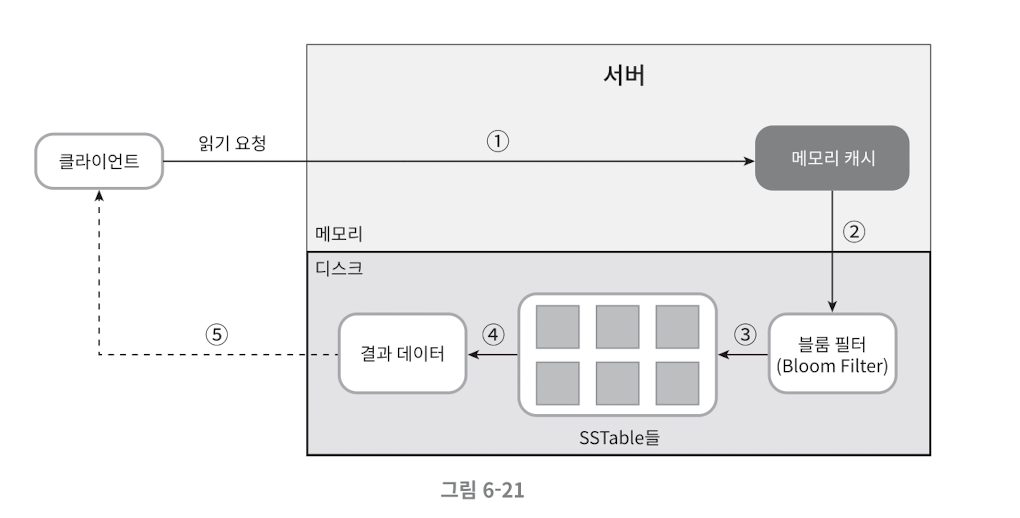 서버
읽기 요청
①
클라이언트
메모리 캐시
메모리
②
디스크
⑤
결과 데이터
④
③
블룸 필터
(Bloom Filter)
SSTable들
그림 6-21